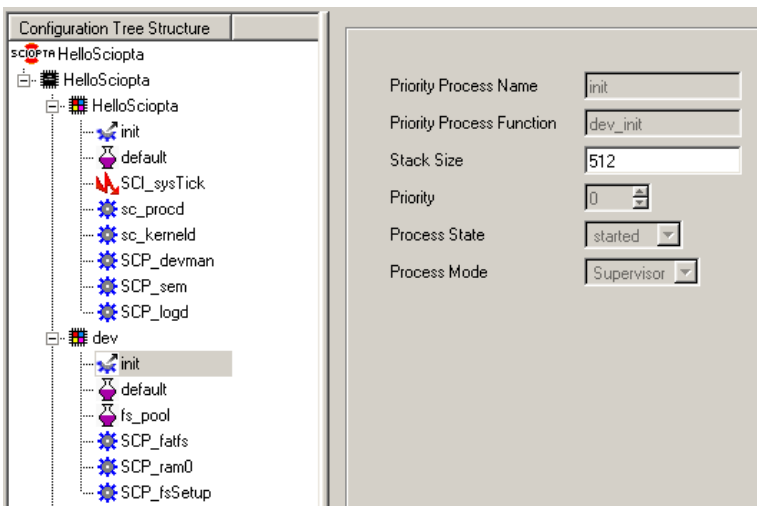 Configuration Tree Structure
SCIOPTA HelloSciopta
HelloSciopta
HelloSciopta
init
default
SCI_sysTick
sc_procd
sc_kerneld
SCP_devman
SCP_sem
SCP_logd
dev
init
default
fs_pool
SCP_fatfs
SCP_ram0
SCP_fsSetup
Priority Process Name init
Priority Process Function dev_init
Stack Size 512
Priority 0
Process State started
Process Mode Supervisor